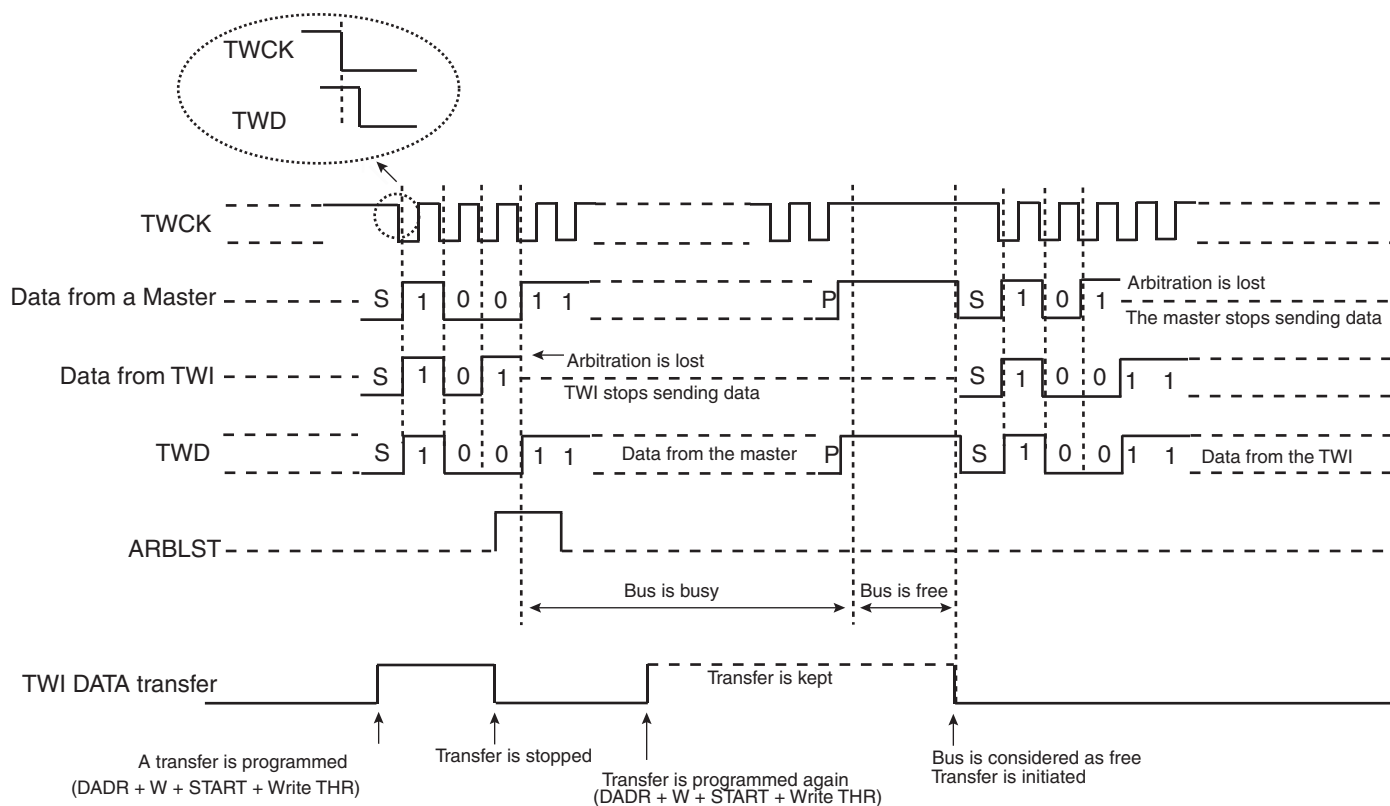 TWCK
TWD
TWCK
Data from a Master
S 1 0 0 1 1
P
S 1 0 1
Arbitration is lost
The master stops sending data
Data from TWI
S 1 0 1
Arbitration is lost
TWI stops sending data
S 1 0 0 1 1
TWD
S 1 0 0 1 1
Data from the master
P
S 1 0 0 1 1
Data from the TWI
ARBLST
Bus is busy
Bus is free
TWI DATA transfer
Transfer is kept
A transfer is programmed
(DADR + W + START + Write THR)
Transfer is stopped
Transfer is programmed again
(DADR + W + START + Write THR)
Bus is considered as free
Transfer is initiated